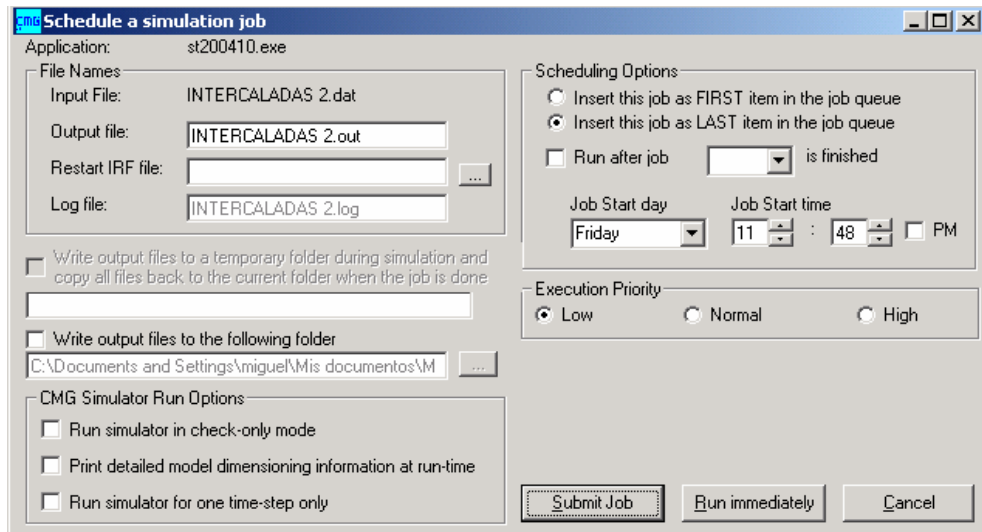 CMG Schedule a simulation job
Application: st200410.exe
File Names
Input File: INTERCALADAS 2.dat
Output file: INTERCALADAS 2.out
Restart IRF file: ...
Log file: INTERCALADAS 2.log
Write output files to a temporary folder during simulation and
copy all files back to the current folder when the job is done
Write output files to the following folder
C:\Documents and Settings\miguel\Mis documentos\M ...
CMG Simulator Run Options
Run simulator in check-only mode
Print detailed model dimensioning information at run-time
Run simulator for one time-step only
Scheduling Options
Insert this job as FIRST item in the job queue
Insert this job as LAST item in the job queue
Run after job is finished
Job Start day Job Start time
Friday 11 : 48 PM
Execution Priority
Low Normal High
Submit Job Run immediately Cancel